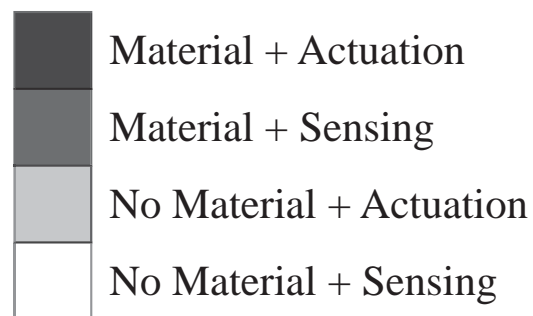 Material + Actuation
Material + Sensing
No Material + Actuation
No Material + Sensing